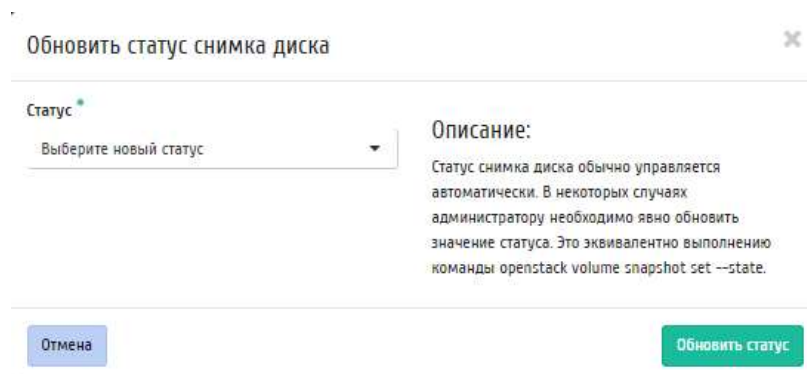 Обновить статус снимка диска
Статус
Выберите новый статус
Описание:
Статус снимка диска обычно управляется
автоматически. В некоторых случаях
администратору необходимо явно обновить
значение статуса. Это эквивалентно выполнению
команды openstack volume snapshot set --state.
Отмена
Обновить статус